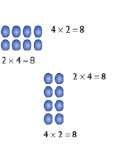 4 × 2 = 8
2 × 4 = 8
2 × 4 = 8
4 × 2 = 8